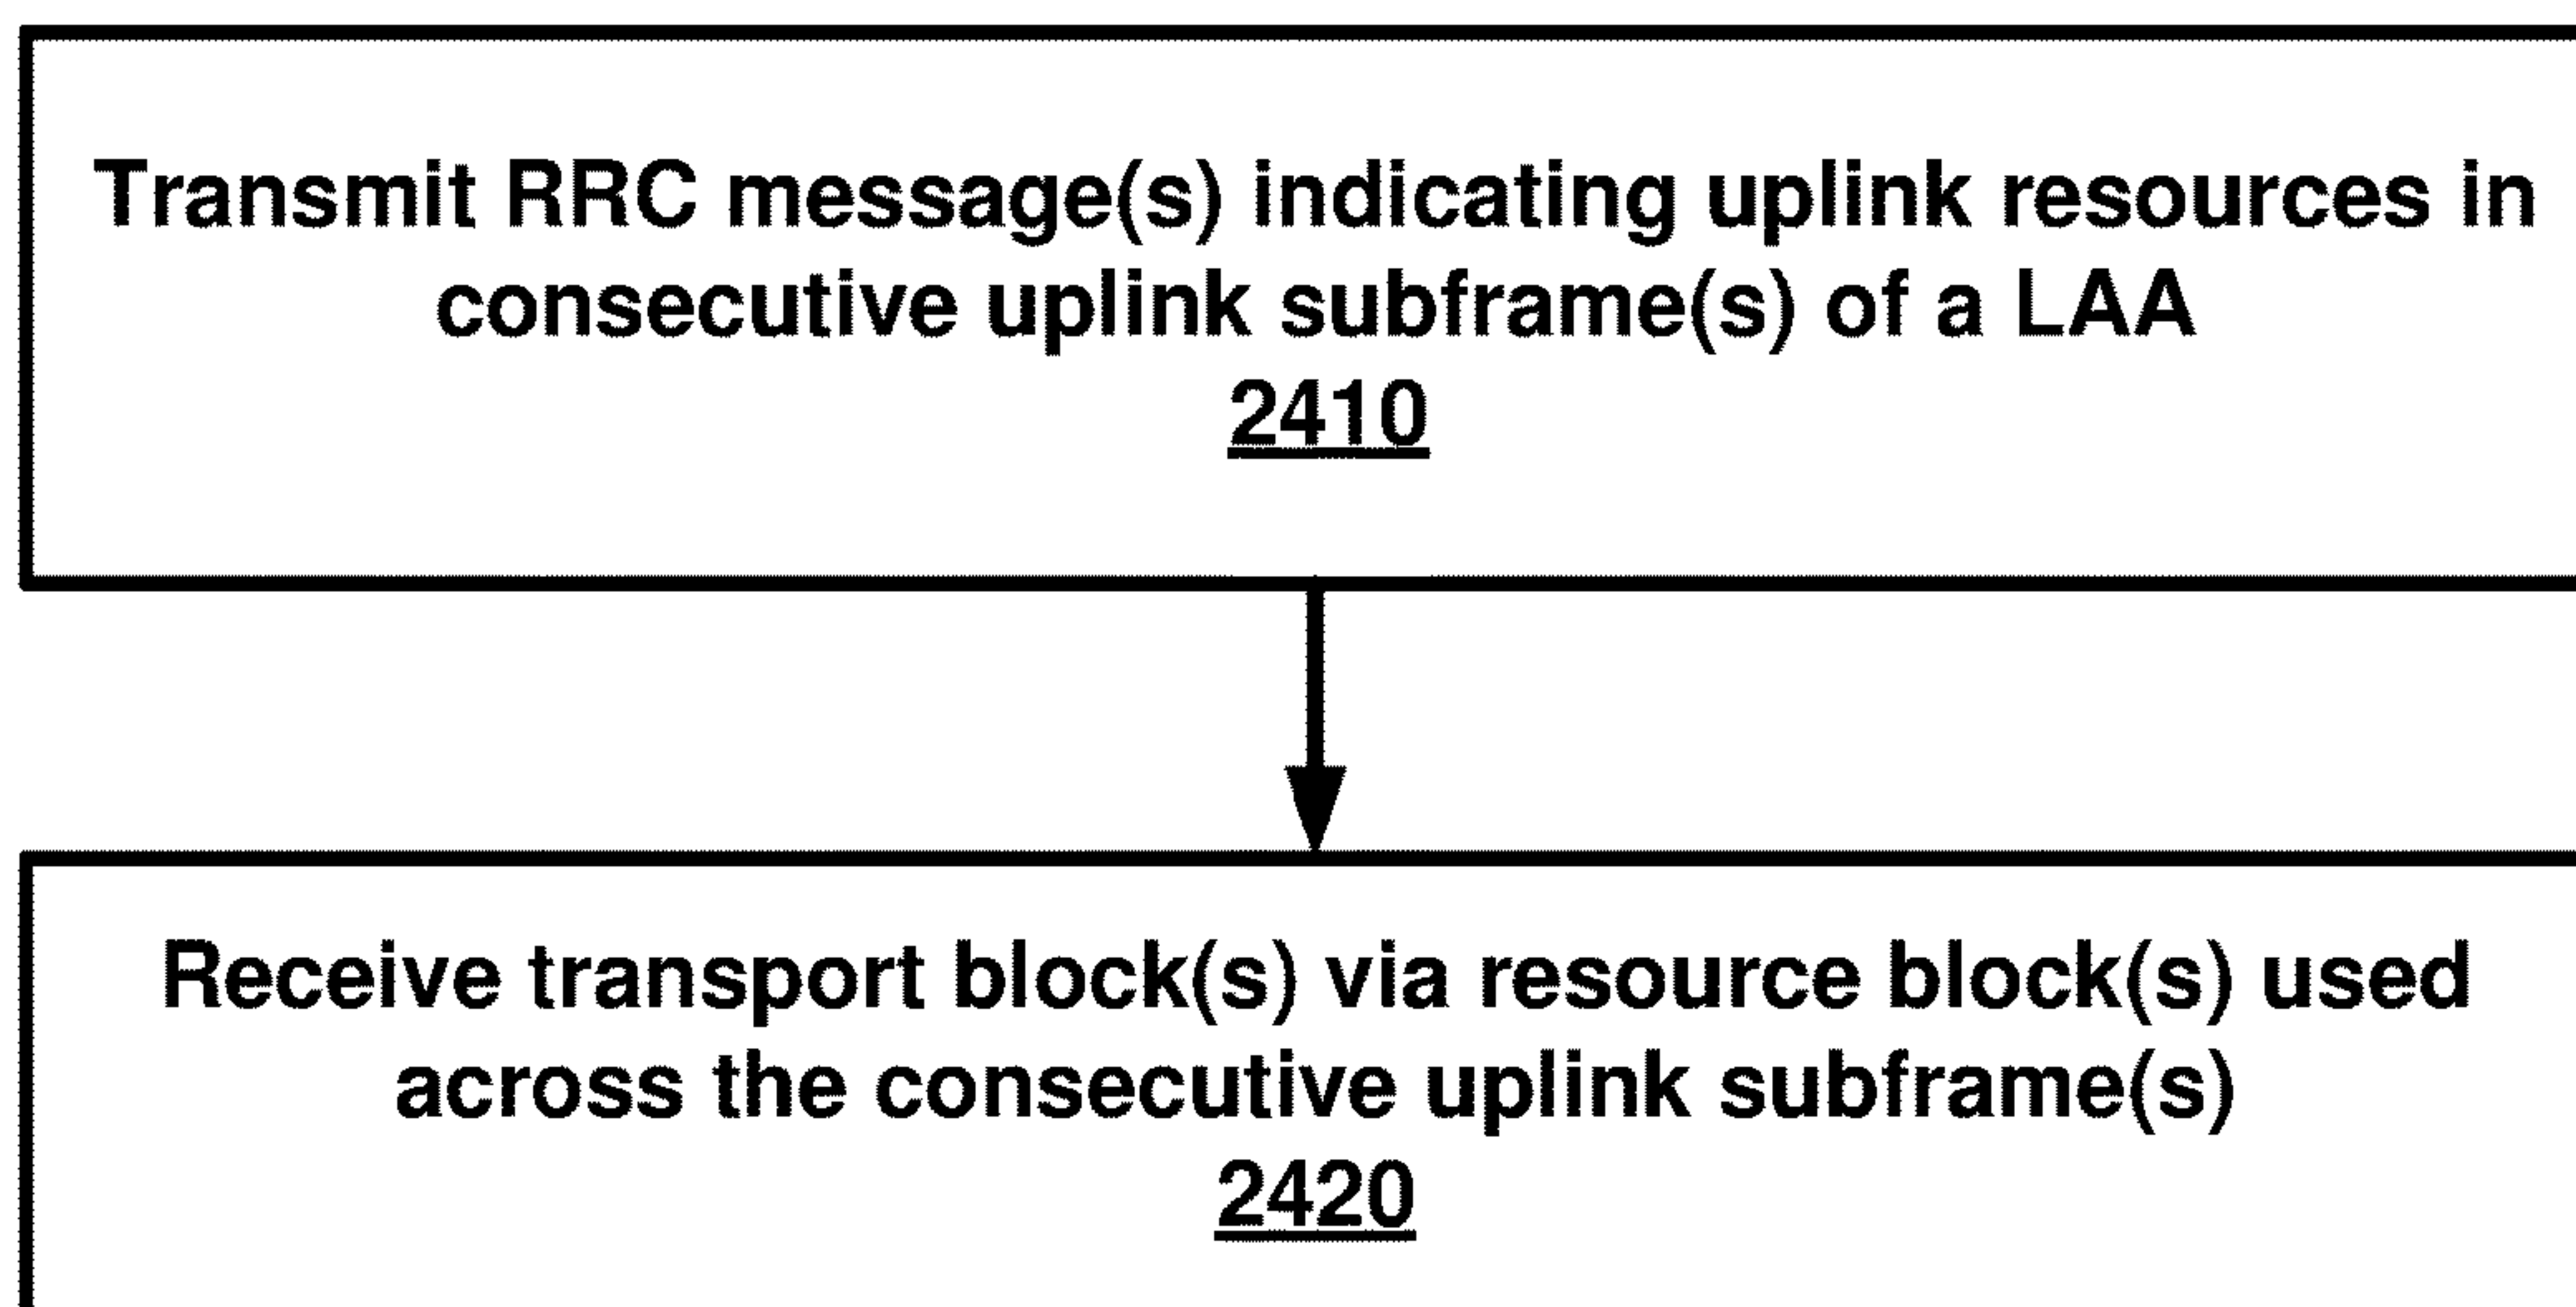 Transmit RRC message(s) indicating uplink resources in
consecutive uplink subframe(s) of a LAA
2410
Receive transport block(s) via resource block(s) used
across the consecutive uplink subframe(s)
2420